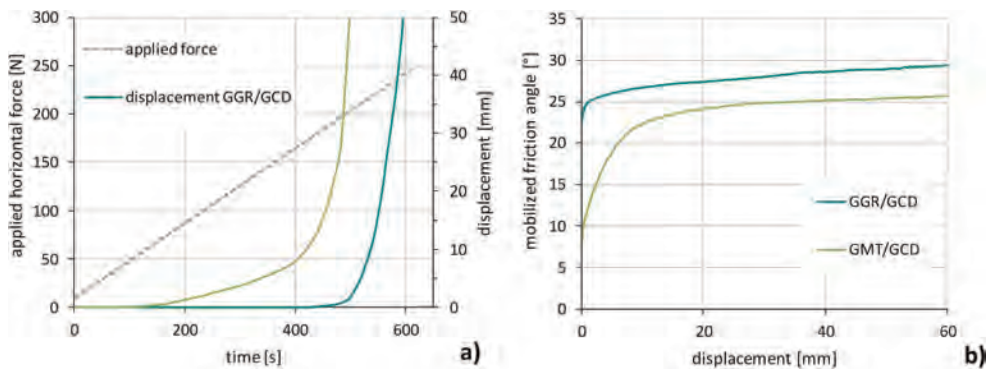 300
250
200
150
100
50
0
applied horizontal force [N]
applied force
displacement GGR/GCD
50
40
30
20
10
0
displacement [mm]
0
200
400
600
time [s]
a)
35
30
25
20
15
10
5
0
mobilized friction angle [°]
GGR/GCD
GMT/GCD
0
20
40
60
displacement [mm]
b)